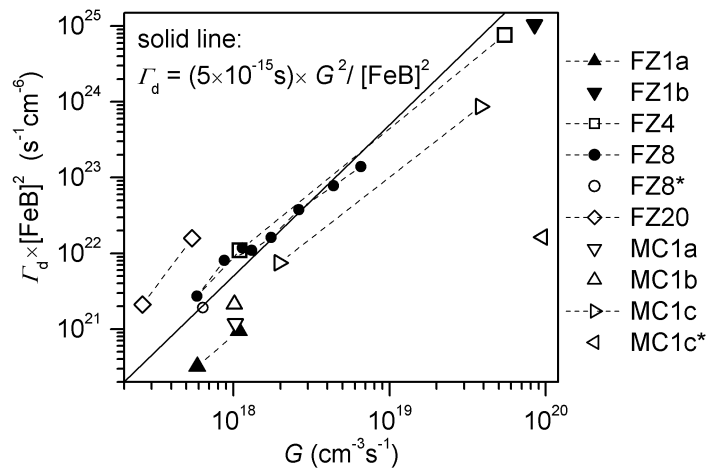 10²⁵
10²⁴
10²³
10²²
10²¹
Γd×[FeB]² (s⁻¹cm⁻⁶)
solid line:
Γd = (5×10⁻¹⁵s)× G²/ [FeB]²
10¹⁸
10¹⁹
10²⁰
G (cm⁻³s⁻¹)
FZ1a
FZ1b
FZ4
FZ8
FZ8*
FZ20
MC1a
MC1b
MC1c
MC1c*